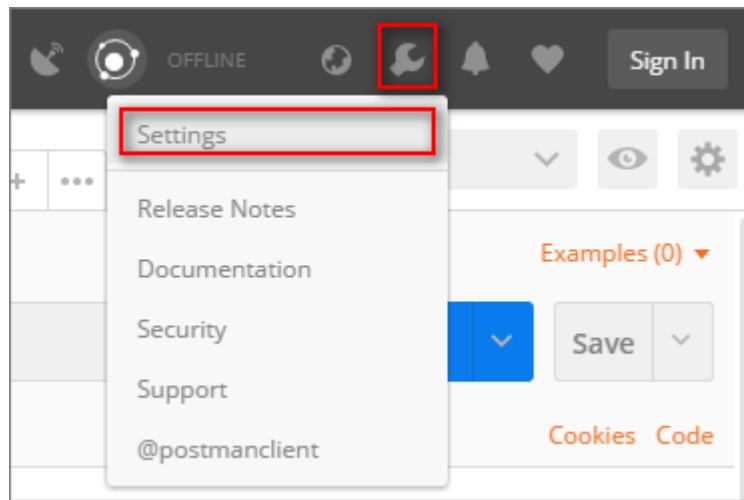 OFFLINE
Sign In
Settings
+
•••
Release Notes
Examples (0)
Documentation
Security
Save
Support
Cookies Code
@postmanclient